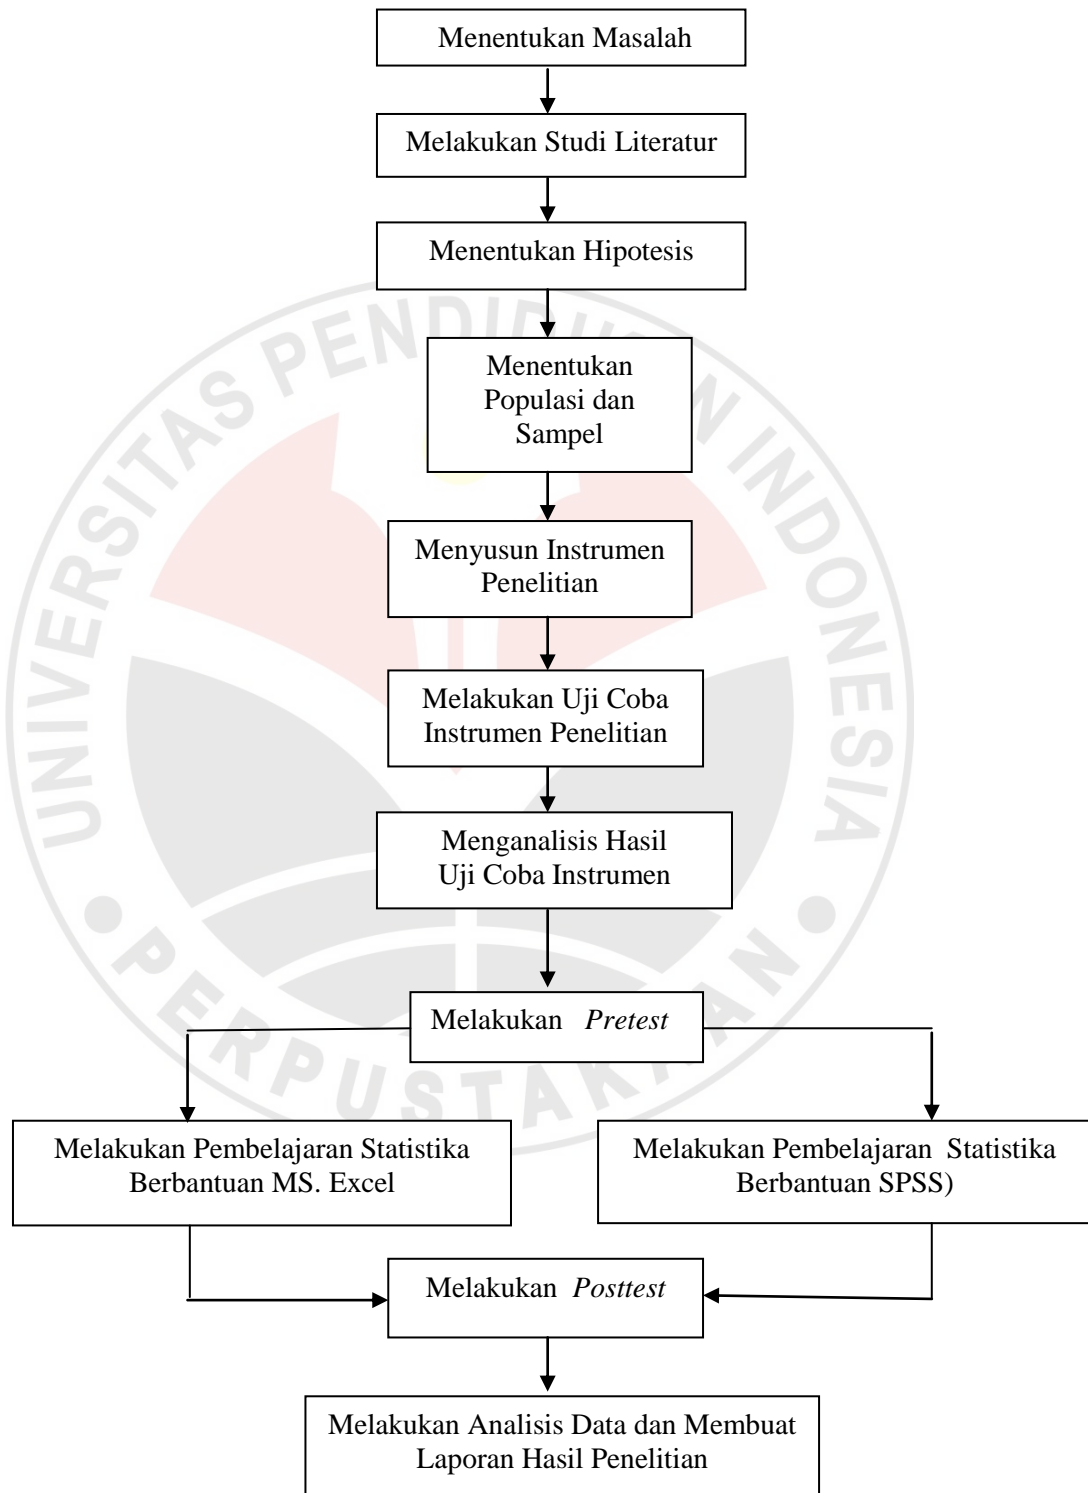 Menentukan Masalah
Melakukan Studi Literatur
Menentukan Hipotesis
Menentukan
Populasi dan
Sampel
Menyusun Instrumen
Penelitian
Melakukan Uji Coba
Instrumen Penelitian
Menganalisis Hasil
Uji Coba Instrumen
Melakukan Pretest
Melakukan Pembelajaran Statistika
Berbantuan MS. Excel
Melakukan Pembelajaran Statistika
Berbantuan SPSS)
Melakukan Posttest
Melakukan Analisis Data dan Membuat
Laporan Hasil Penelitian
UNIVERSITAS PENDIDIKAN INDONESIA
PERPUSTAKAAN